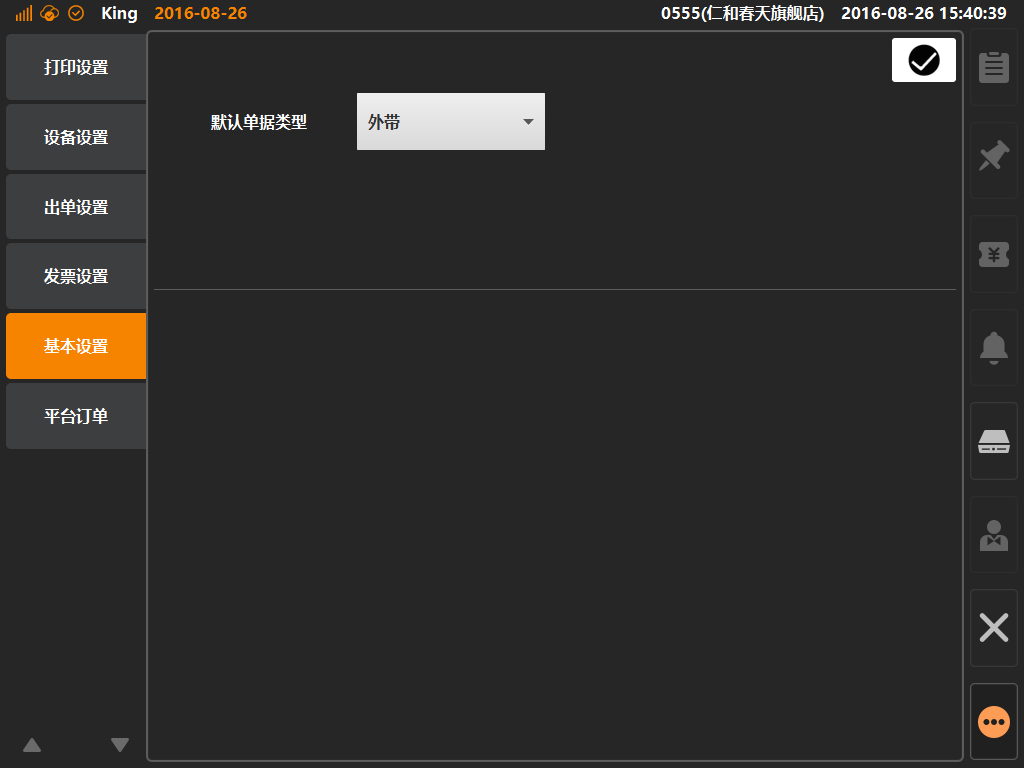 King 2016-08-26 0555(仁和春天旗舰店) 2016-08-26 15:40:39
打印设置
设备设置
出单设置
发票设置
基本设置
平台订单
默认单据类型 外带